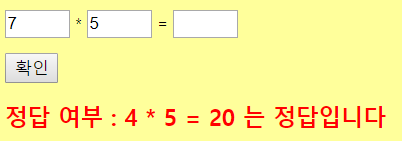 7 * 5 =
확인
정답 여부 : 4 * 5 = 20 는 정답입니다